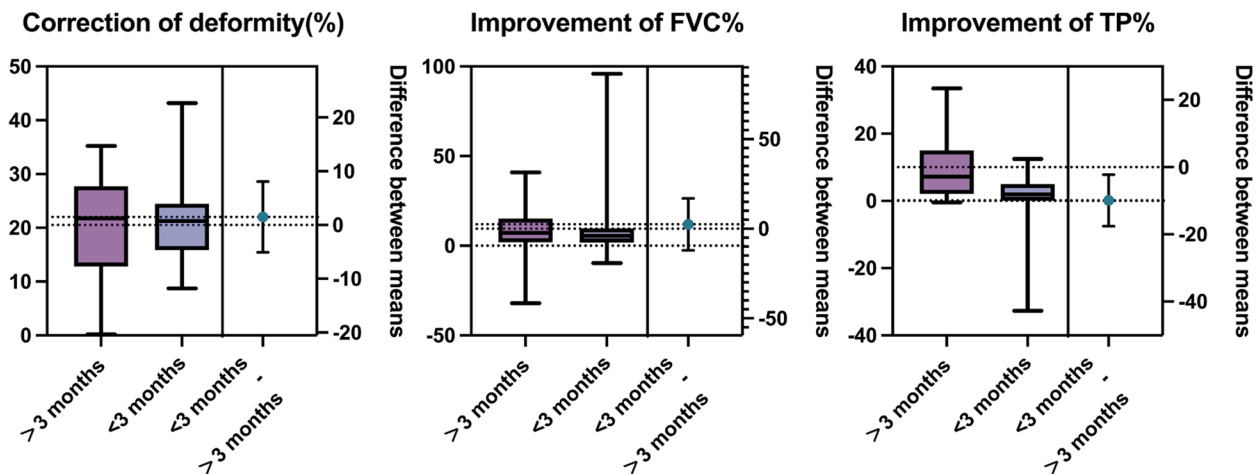 Correction of deformity(%)
50
40
30
20
10
0
20
10
0
-10
-20
Difference between means
> 3 months
<3 months
<3 months
-
> 3 months
Improvement of FVC%
100
50
0
-50
50
0
-50
Difference between means
> 3 months
<3 months
<3 months
-
> 3 months
Improvement of TP%
40
20
0
-20
-40
20
0
-20
-40
Difference between means
> 3 months
<3 months
<3 months
-
> 3 months